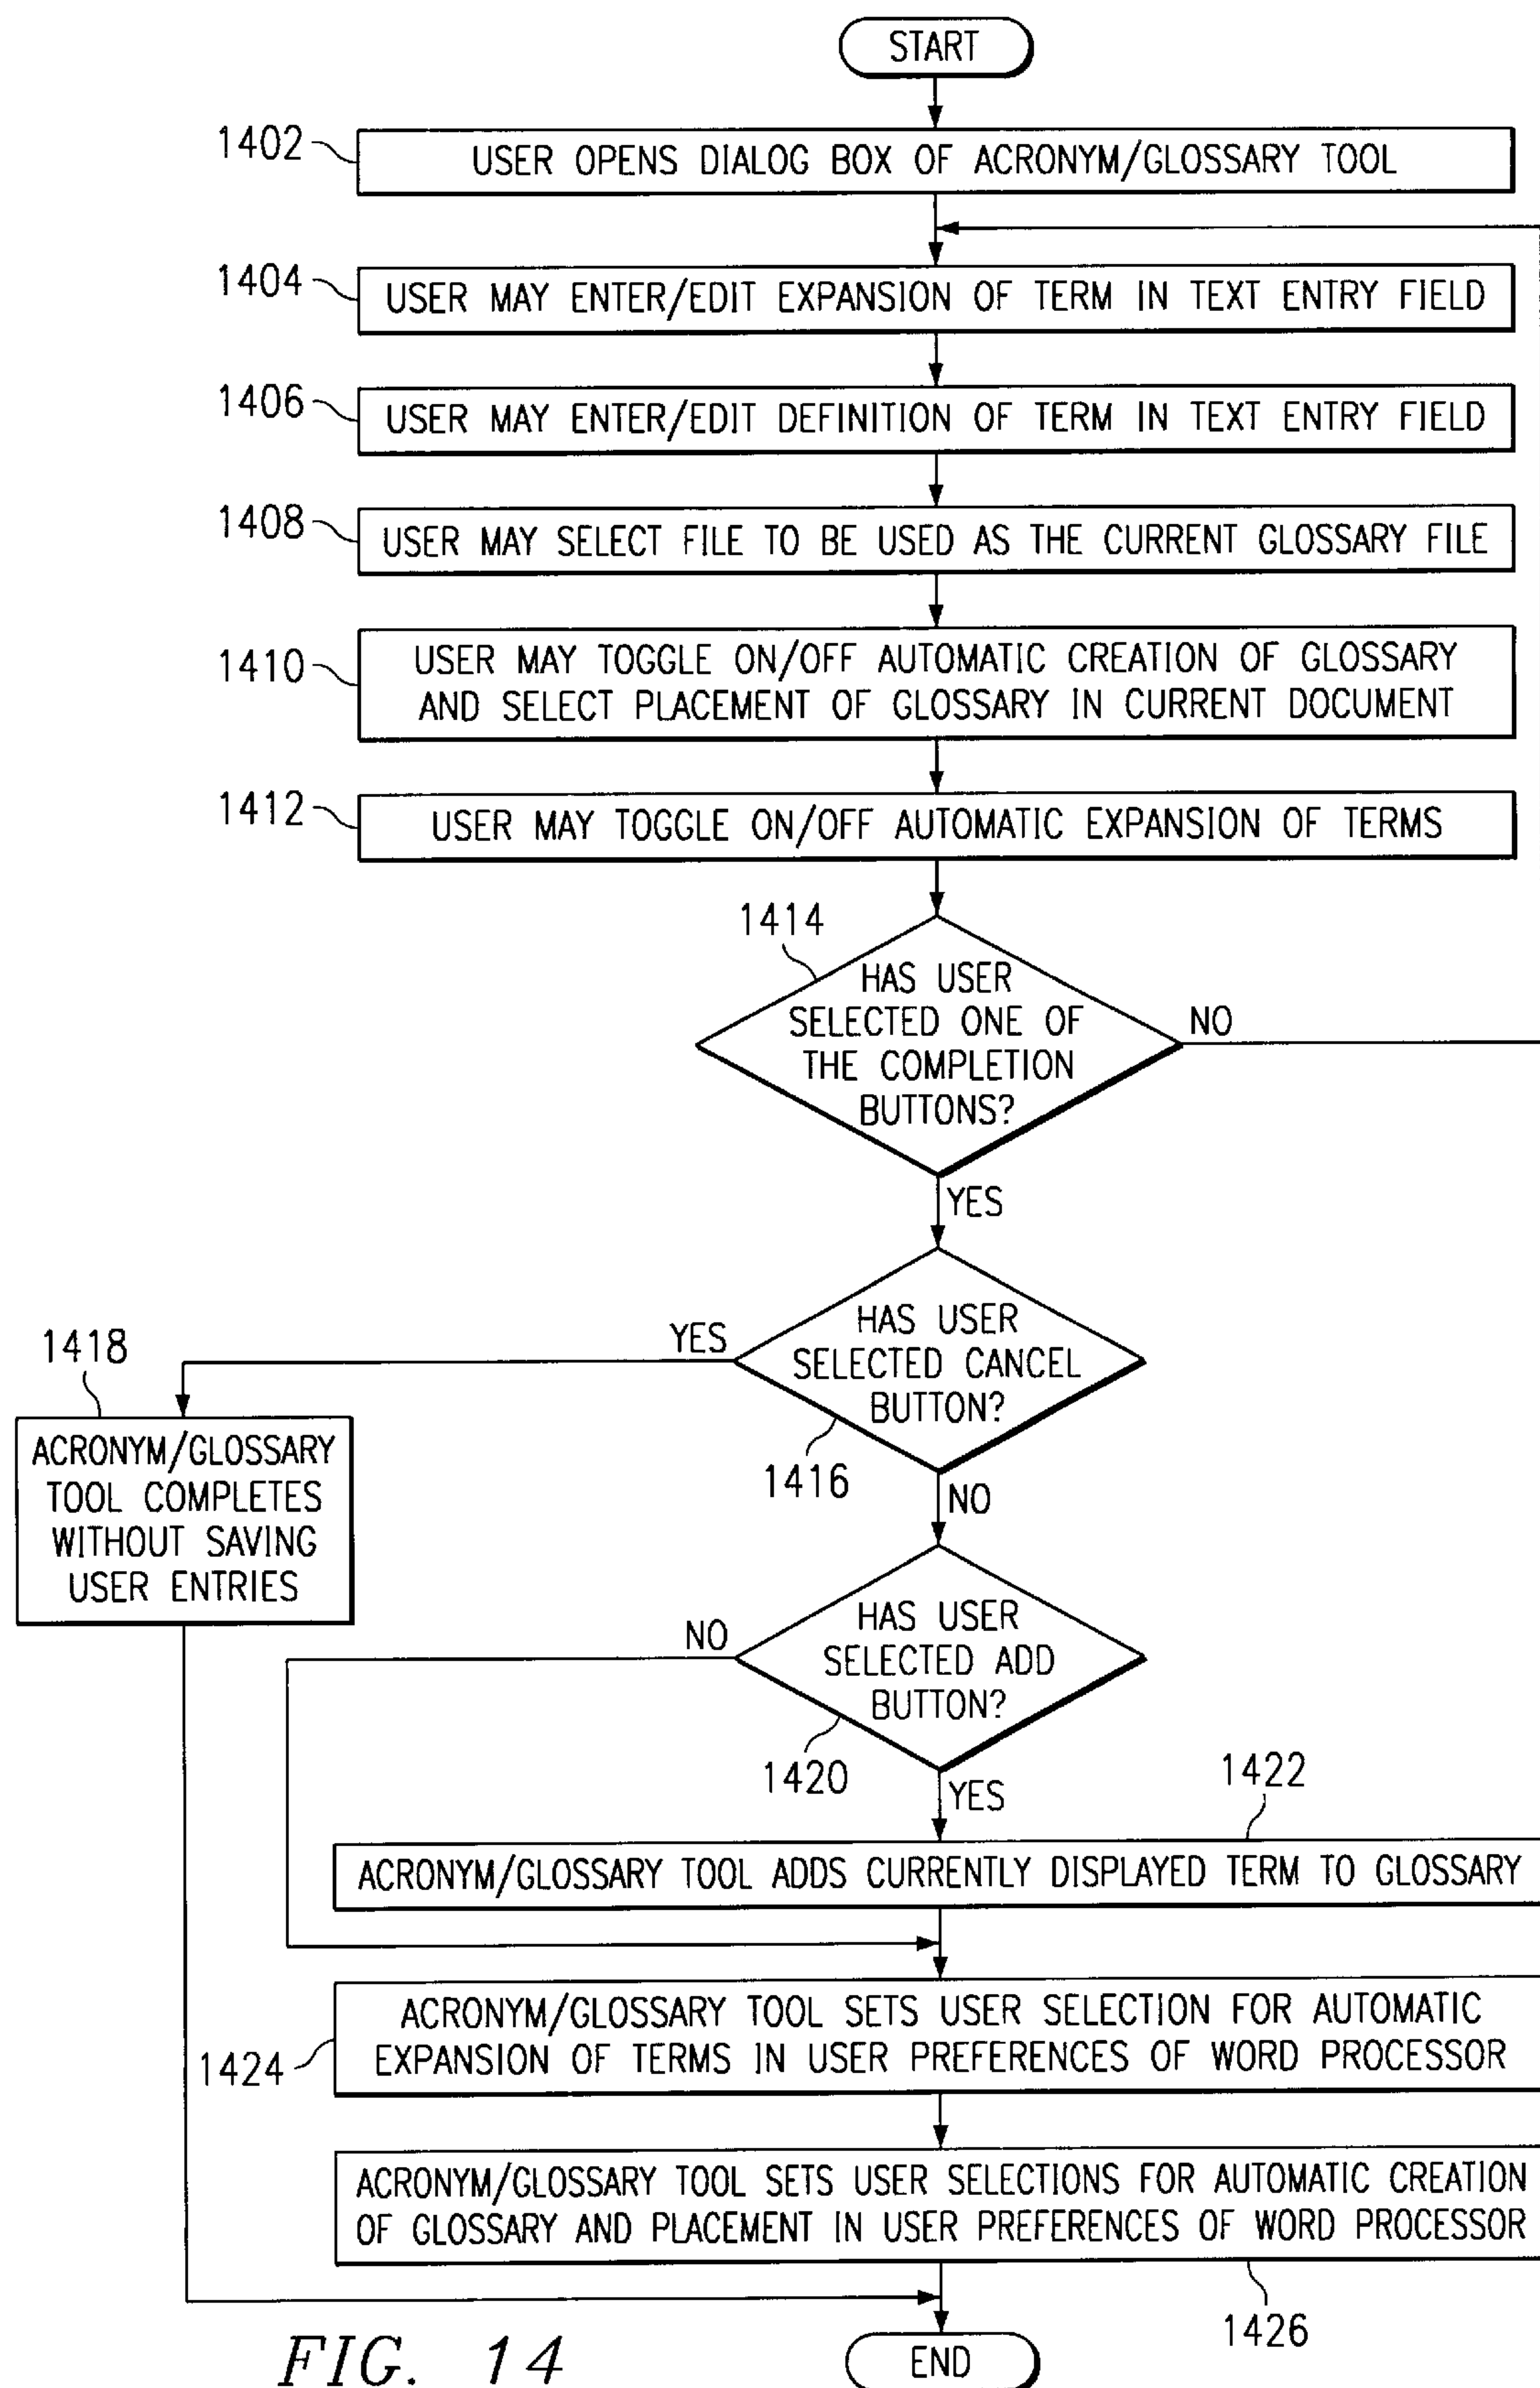 START
1402
USER OPENS DIALOG BOX OF ACRONYM/GLOSSARY TOOL
1404
USER MAY ENTER/EDIT EXPANSION OF TERM IN TEXT ENTRY FIELD
1406
USER MAY ENTER/EDIT DEFINITION OF TERM IN TEXT ENTRY FIELD
1408
USER MAY SELECT FILE TO BE USED AS THE CURRENT GLOSSARY FILE
1410
USER MAY TOGGLE ON/OFF AUTOMATIC CREATION OF GLOSSARY
AND SELECT PLACEMENT OF GLOSSARY IN CURRENT DOCUMENT
1412
USER MAY TOGGLE ON/OFF AUTOMATIC EXPANSION OF TERMS
1414
HAS USER
SELECTED ONE OF
THE COMPLETION
BUTTONS?
NO
YES
HAS USER
SELECTED CANCEL
BUTTON?
YES
1416
NO
1418
ACRONYM/GLOSSARY
TOOL COMPLETES
WITHOUT SAVING
USER ENTRIES
HAS USER
SELECTED ADD
BUTTON?
NO
1420
YES
1422
ACRONYM/GLOSSARY TOOL ADDS CURRENTLY DISPLAYED TERM TO GLOSSARY
ACRONYM/GLOSSARY TOOL SETS USER SELECTION FOR AUTOMATIC
EXPANSION OF TERMS IN USER PREFERENCES OF WORD PROCESSOR
1424
ACRONYM/GLOSSARY TOOL SETS USER SELECTIONS FOR AUTOMATIC CREATION
OF GLOSSARY AND PLACEMENT IN USER PREFERENCES OF WORD PROCESSOR
1426
END
FIG. 14